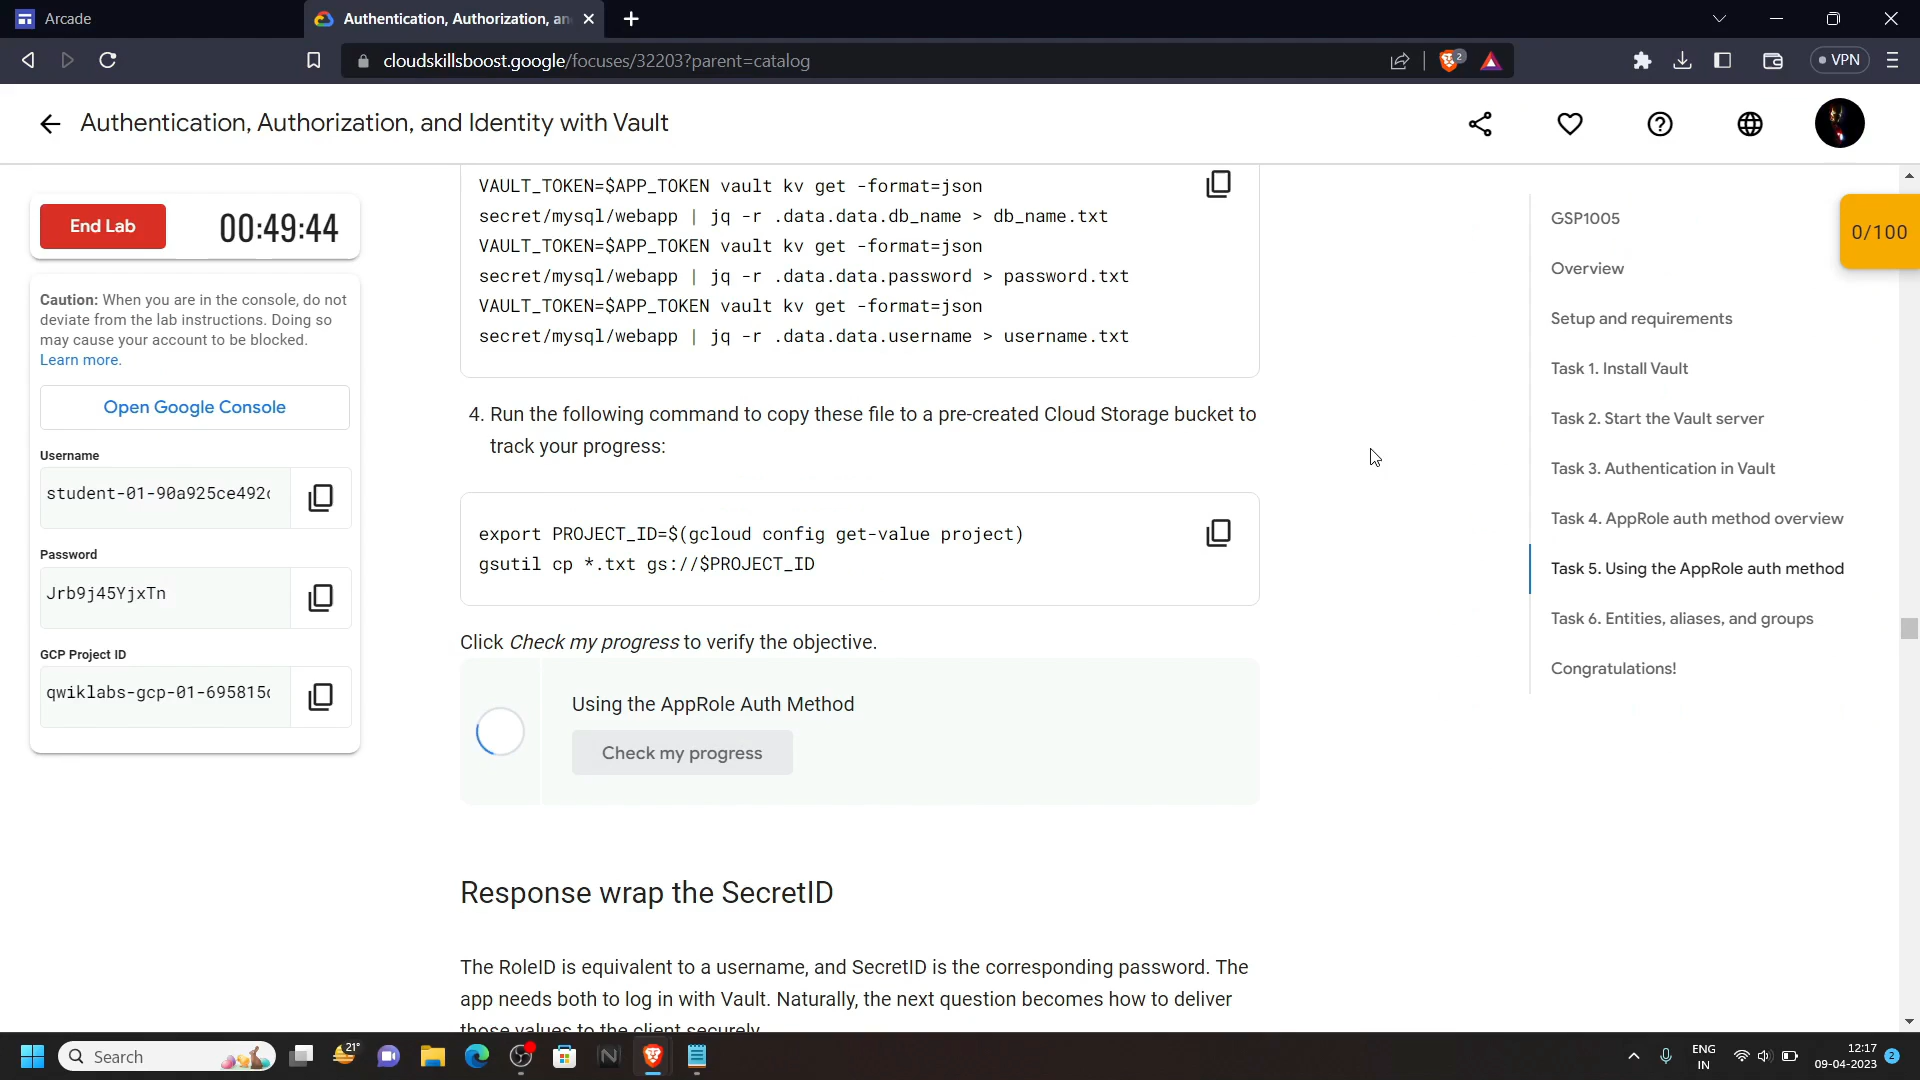 Arcade
Authentication, Authorization, an
cloudskillsboost.google/focuses/32203?parent=catalog
2
VPN
Authentication, Authorization, and Identity with Vault
End Lab
00:49:44
Caution: When you are in the console, do not
deviate from the lab instructions. Doing so
may cause your account to be blocked.
Learn more.
Open Google Console
Username
student-01-90a925ce492
Password
Jrb9j45YjxTn
GCP Project ID
qwiklabs-gcp-01-695815
VAULT_TOKEN=$APP_TOKEN vault kv get -format=json
secret/mysql/webapp | jq -r .data.data.db_name > db_name.txt
VAULT_TOKEN=$APP_TOKEN vault kv get -format=json
secret/mysql/webapp | jq -r .data.data.password > password.txt
VAULT_TOKEN=$APP_TOKEN vault kv get -format=json
secret/mysql/webapp | jq -r .data.data.username > username.txt
4. Run the following command to copy these file to a pre-created Cloud Storage bucket to
track your progress:
export PROJECT_ID=$(gcloud config get-value project)
gsutil cp *.txt gs://$PROJECT_ID
Click Check my progress to verify the objective.
Using the AppRole Auth Method
Check my progress
Response wrap the SecretID
The RoleID is equivalent to a username, and SecretID is the corresponding password. The
app needs both to log in with Vault. Naturally, the next question becomes how to deliver
those values to the client securely.
GSP1005
Overview
Setup and requirements
Task 1. Install Vault
Task 2. Start the Vault server
Task 3. Authentication in Vault
Task 4. AppRole auth method overview
Task 5. Using the AppRole auth method
Task 6. Entities, aliases, and groups
Congratulations!
0/100
Search
21°
ENG
IN
12:17
09-04-2023
2